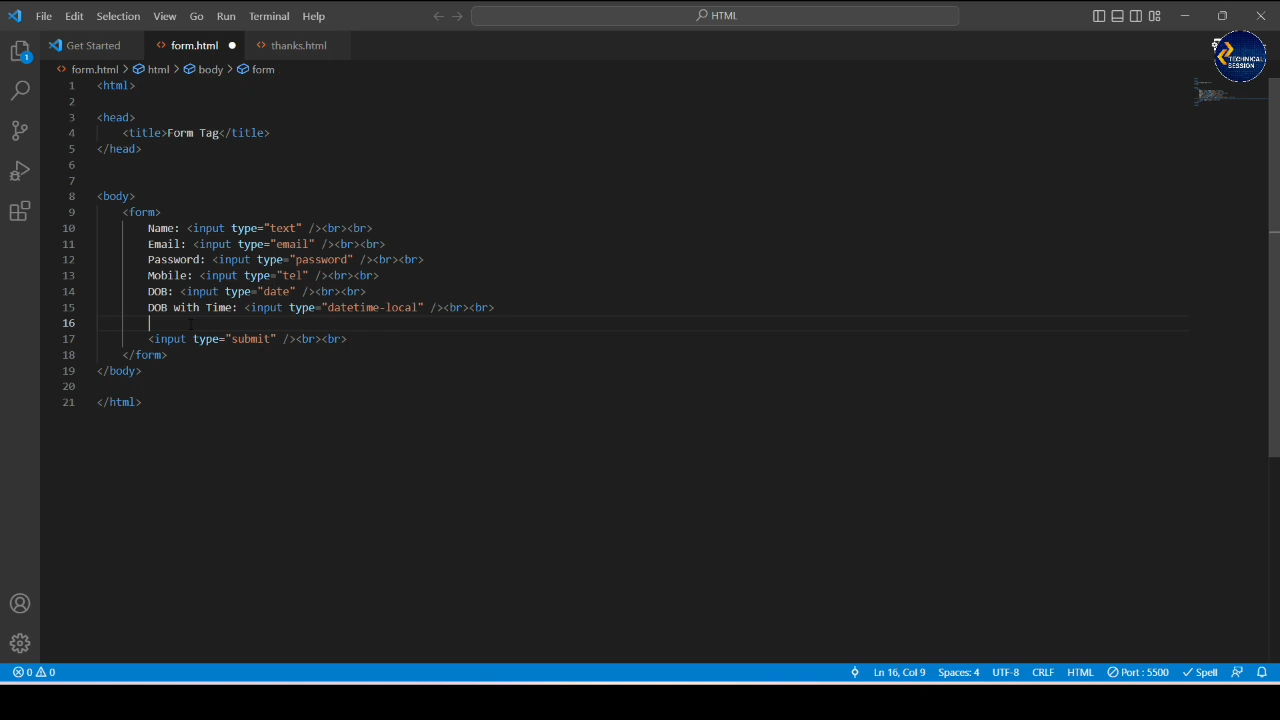 File Edit Selection View Go Run Terminal Help HTML
Get Started form.html thanks.html
TECHNICAL
SESSION
form.html > html > body > form
1 <html>
2
3 <head>
4 <title>Form Tag</title>
5 </head>
6
7
8 <body>
9 <form>
10 Name: <input type="text" /><br><br>
11 Email: <input type="email" /><br><br>
12 Password: <input type="password" /><br><br>
13 Mobile: <input type="tel" /><br><br>
14 DOB: <input type="date" /><br><br>
15 DOB with Time: <input type="datetime-local" /><br><br>
16
17 <input type="submit" /><br><br>
18 </form>
19 </body>
20
21 </html>
1
0 0 Ln 16, Col 9 Spaces: 4 UTF-8 CRLF HTML Port : 5500 Spell